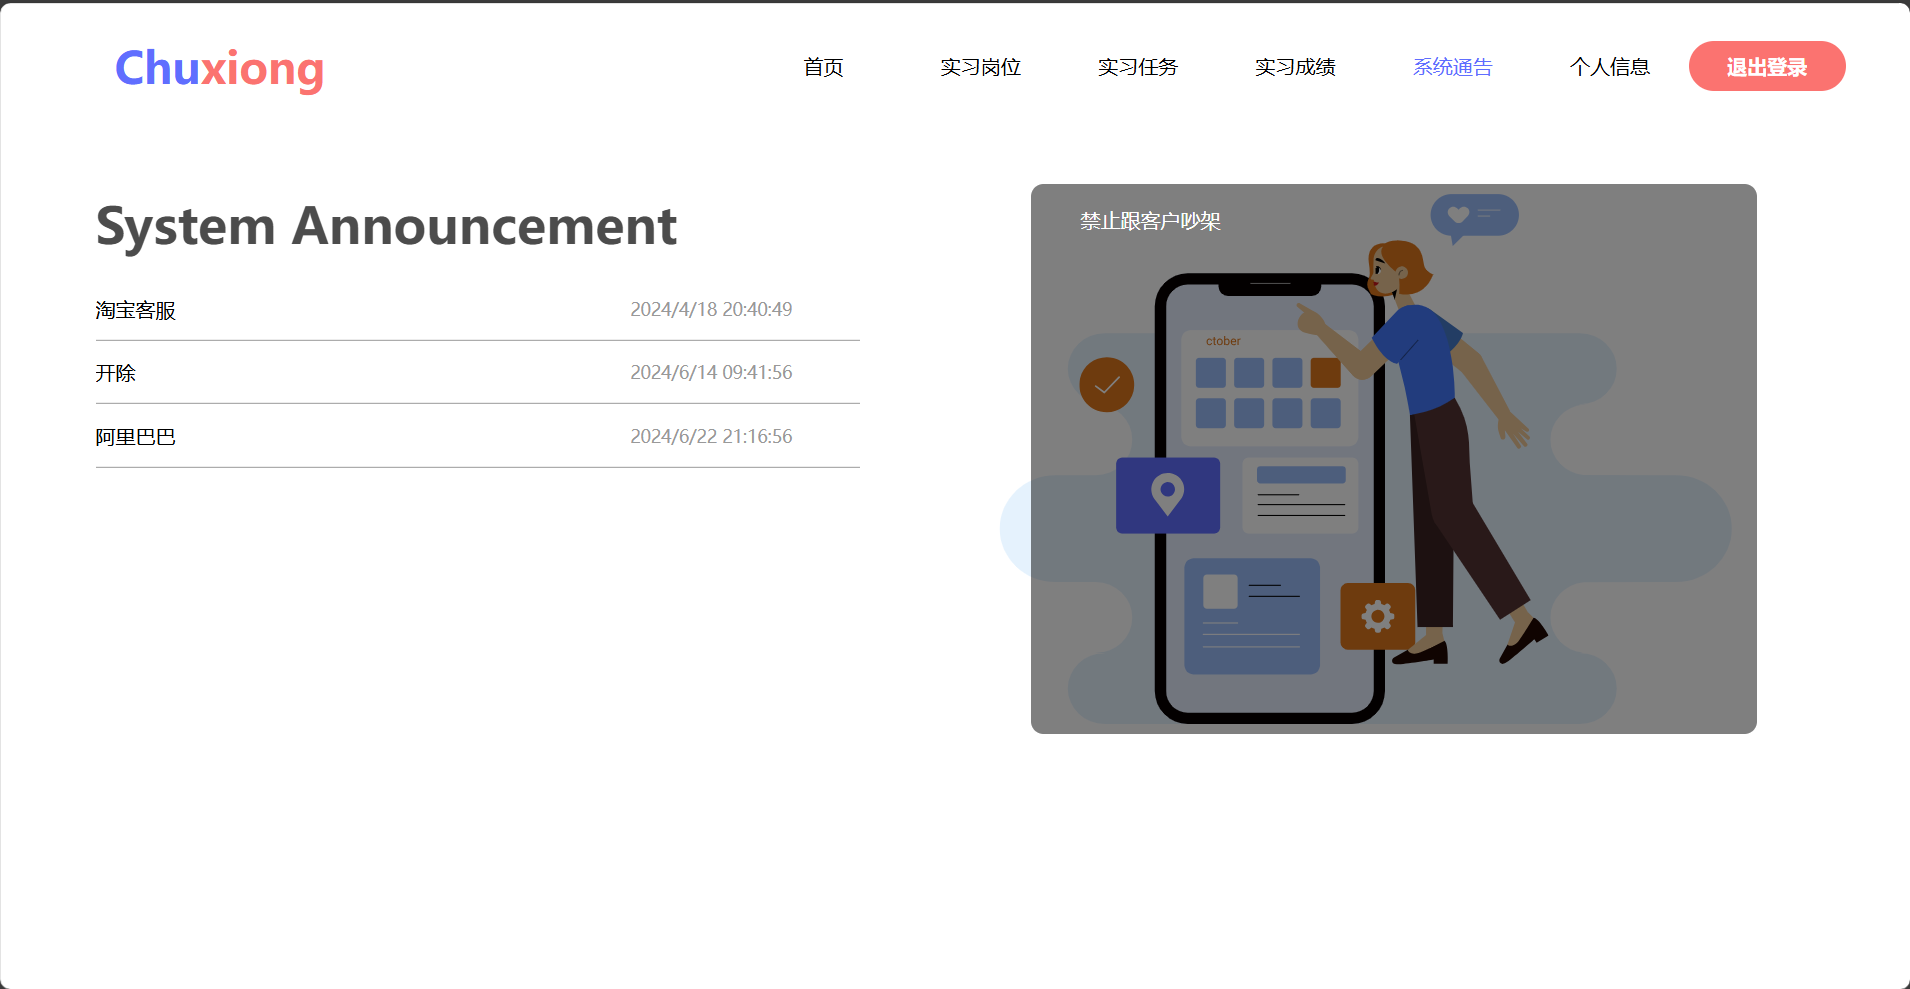 Chuxiong
首页 实习岗位 实习任务 实习成绩 系统通告 个人信息 退出登录
System Announcement
淘宝客服 2024/4/18 20:40:49
开除 2024/6/14 09:41:56
阿里巴巴 2024/6/22 21:16:56
禁止跟客户吵架
ctober